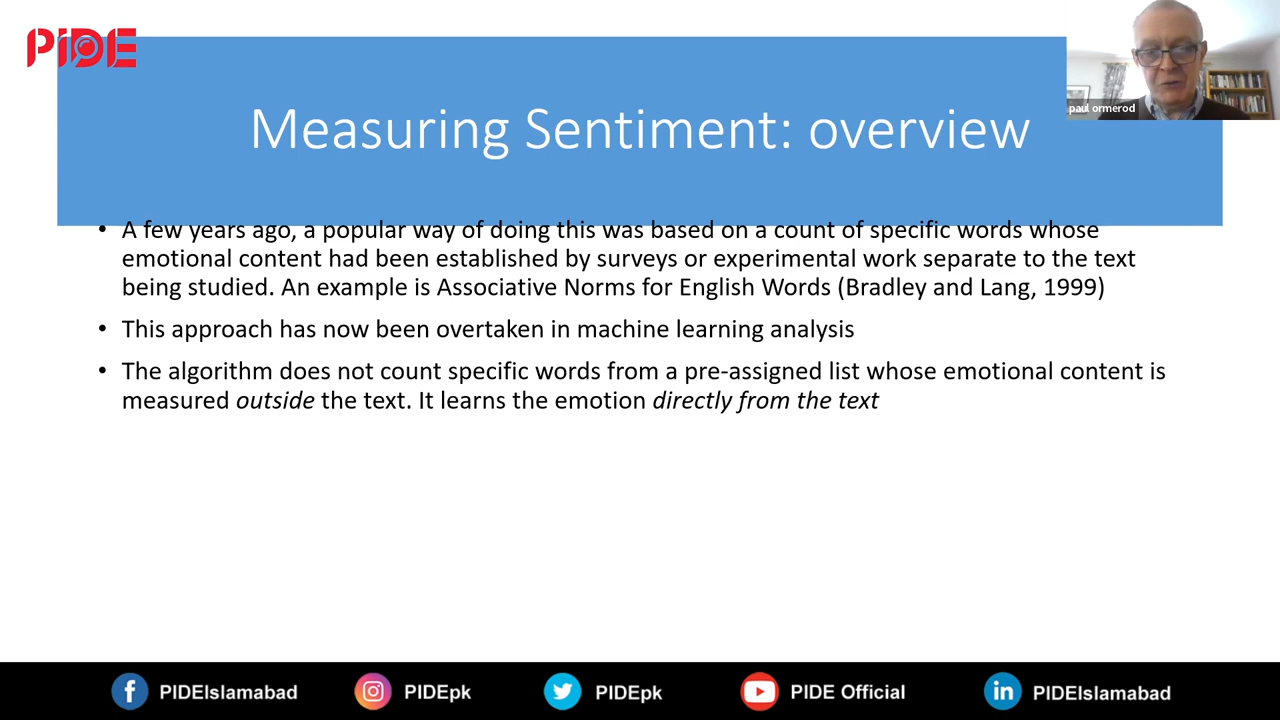 PIDE
paul ormerod
Measuring Sentiment: overview
• A few years ago, a popular way of doing this was based on a count of specific words whose
emotional content had been established by surveys or experimental work separate to the text
being studied. An example is Associative Norms for English Words (Bradley and Lang, 1999)
• This approach has now been overtaken in machine learning analysis
• The algorithm does not count specific words from a pre-assigned list whose emotional content is
measured outside the text. It learns the emotion directly from the text
PIDEIslamabad PIDEpk PIDEpk PIDE Official PIDEIslamabad